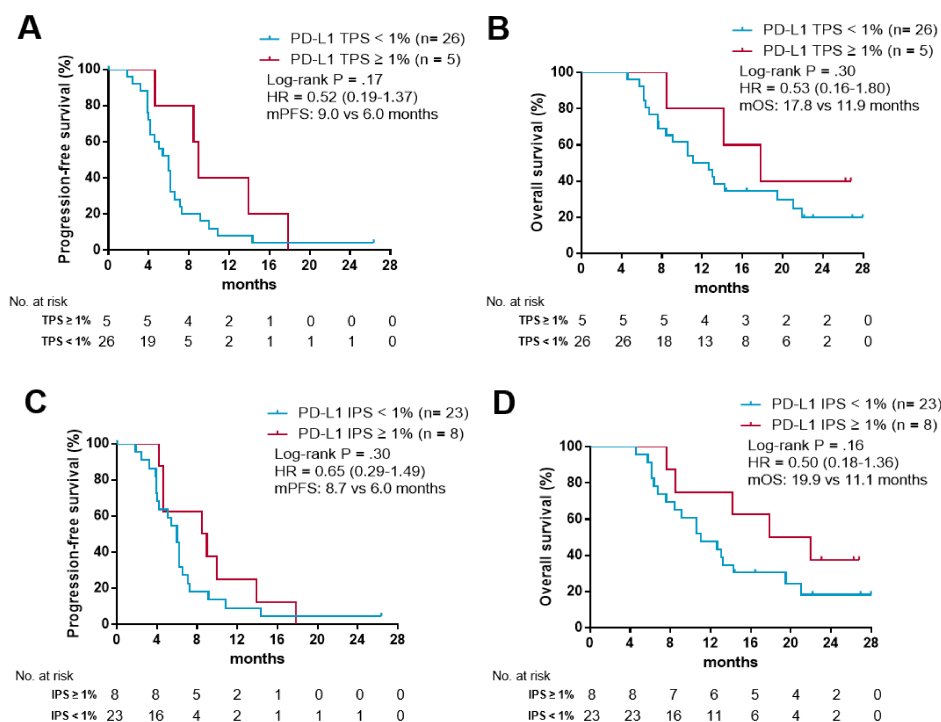 A
PD-L1 TPS < 1% (n= 26)
PD-L1 TPS ≥ 1% (n = 5)
Log-rank P = .17
HR = 0.52 (0.19-1.37)
mPFS: 9.0 vs 6.0 months
Progression-free survival (%)
100
80
60
40
20
0
0 4 8 12 16 20 24 28
months
No. at risk
TPS ≥ 1% 5 5 4 2 1 0 0 0
TPS < 1% 26 19 5 2 1 1 1 0
B
PD-L1 TPS < 1% (n= 26)
PD-L1 TPS ≥ 1% (n = 5)
Log-rank P = .30
HR = 0.53 (0.16-1.80)
mOS: 17.8 vs 11.9 months
Overall survival (%)
100
80
60
40
20
0
0 4 8 12 16 20 24 28
months
No. at risk
TPS ≥ 1% 5 5 5 4 3 2 2 0
TPS < 1% 26 26 18 13 8 6 2 0
C
PD-L1 IPS < 1% (n= 23)
PD-L1 IPS ≥ 1% (n = 8)
Log-rank P = .30
HR = 0.65 (0.29-1.49)
mPFS: 8.7 vs 6.0 months
Progression-free survival (%)
100
80
60
40
20
0
0 4 8 12 16 20 24 28
months
No. at risk
IPS ≥ 1% 8 8 5 2 1 0 0 0
IPS < 1% 23 16 4 2 1 1 1 0
D
PD-L1 IPS < 1% (n= 23)
PD-L1 IPS ≥ 1% (n = 8)
Log-rank P = .16
HR = 0.50 (0.18-1.36)
mOS: 19.9 vs 11.1 months
Overall survival (%)
100
80
60
40
20
0
0 4 8 12 16 20 24 28
months
No. at risk
IPS ≥ 1% 8 8 7 6 5 4 2 0
IPS < 1% 23 23 16 11 6 4 2 0